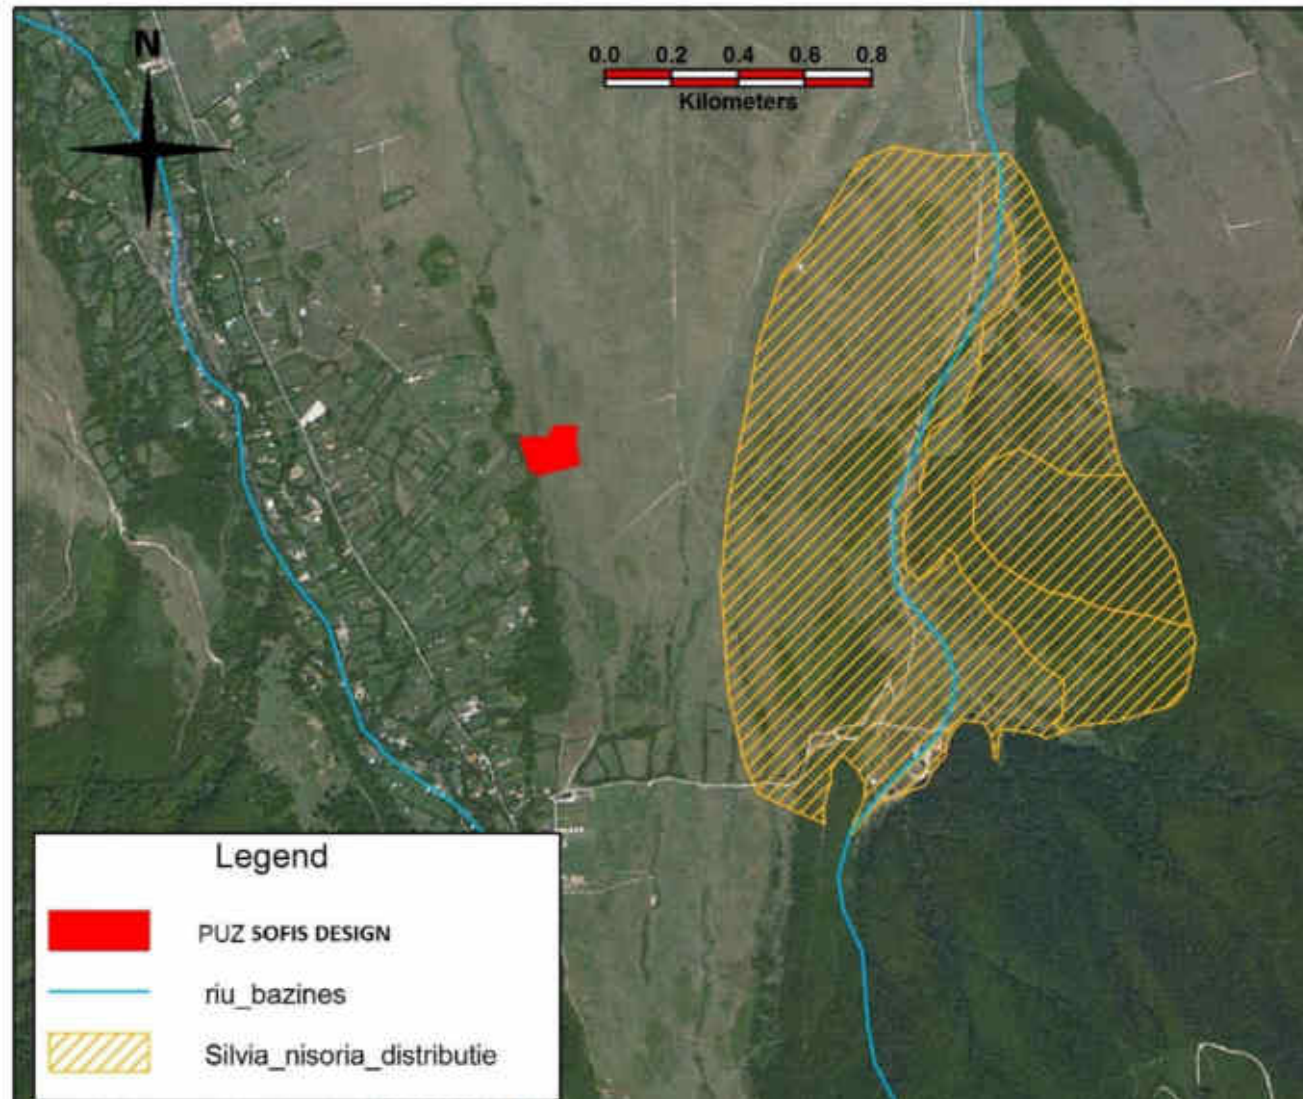 N
0.0 0.2 0.4 0.6 0.8
Kilometers
Legend
PUZ SOFIS DESIGN
riu_bazines
Silvia_nisoria_distributie